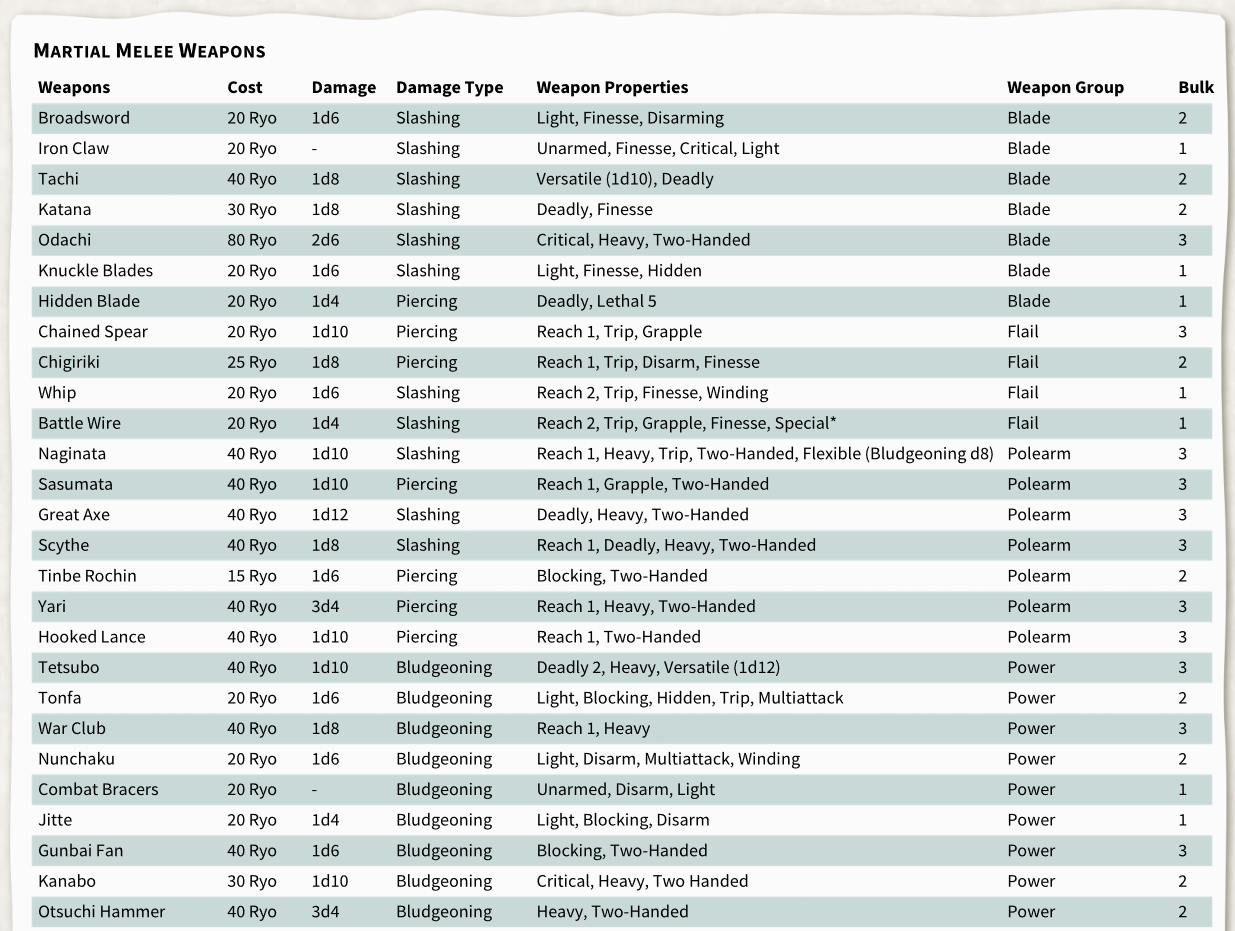 MARTIAL MELEE WEAPONS
Weapons Cost Damage Damage Type Weapon Properties Weapon Group Bulk
Broadsword 20 Ryo 1d6 Slashing Light, Finesse, Disarming Blade 2
Iron Claw 20 Ryo - Slashing Unarmed, Finesse, Critical, Light Blade 1
Tachi 40 Ryo 1d8 Slashing Versatile (1d10), Deadly Blade 2
Katana 30 Ryo 1d8 Slashing Deadly, Finesse Blade 2
Odachi 80 Ryo 2d6 Slashing Critical, Heavy, Two-Handed Blade 3
Knuckle Blades 20 Ryo 1d6 Slashing Light, Finesse, Hidden Blade 1
Hidden Blade 20 Ryo 1d4 Piercing Deadly, Lethal 5 Blade 1
Chained Spear 20 Ryo 1d10 Piercing Reach 1, Trip, Grapple Flail 3
Chigiriki 25 Ryo 1d8 Piercing Reach 1, Trip, Disarm, Finesse Flail 2
Whip 20 Ryo 1d6 Slashing Reach 2, Trip, Finesse, Winding Flail 1
Battle Wire 20 Ryo 1d4 Slashing Reach 2, Trip, Grapple, Finesse, Special* Flail 1
Naginata 40 Ryo 1d10 Slashing Reach 1, Heavy, Trip, Two-Handed, Flexible (Bludgeoning d8) Polearm 3
Sasumata 40 Ryo 1d10 Piercing Reach 1, Grapple, Two-Handed Polearm 3
Great Axe 40 Ryo 1d12 Slashing Deadly, Heavy, Two-Handed Polearm 3
Scythe 40 Ryo 1d8 Slashing Reach 1, Deadly, Heavy, Two-Handed Polearm 3
Tinbe Rochin 15 Ryo 1d6 Piercing Blocking, Two-Handed Polearm 2
Yari 40 Ryo 3d4 Piercing Reach 1, Heavy, Two-Handed Polearm 3
Hooked Lance 40 Ryo 1d10 Piercing Reach 1, Two-Handed Polearm 3
Tetsubo 40 Ryo 1d10 Bludgeoning Deadly 2, Heavy, Versatile (1d12) Power 3
Tonfa 20 Ryo 1d6 Bludgeoning Light, Blocking, Hidden, Trip, Multiattack Power 2
War Club 40 Ryo 1d8 Bludgeoning Reach 1, Heavy Power 3
Nunchaku 20 Ryo 1d6 Bludgeoning Light, Disarm, Multiattack, Winding Power 2
Combat Bracers 20 Ryo - Bludgeoning Unarmed, Disarm, Light Power 1
Jitte 20 Ryo 1d4 Bludgeoning Light, Blocking, Disarm Power 1
Gunbai Fan 40 Ryo 1d6 Bludgeoning Blocking, Two-Handed Power 3
Kanabo 30 Ryo 1d10 Bludgeoning Critical, Heavy, Two Handed Power 2
Otsuchi Hammer 40 Ryo 3d4 Bludgeoning Heavy, Two-Handed Power 2